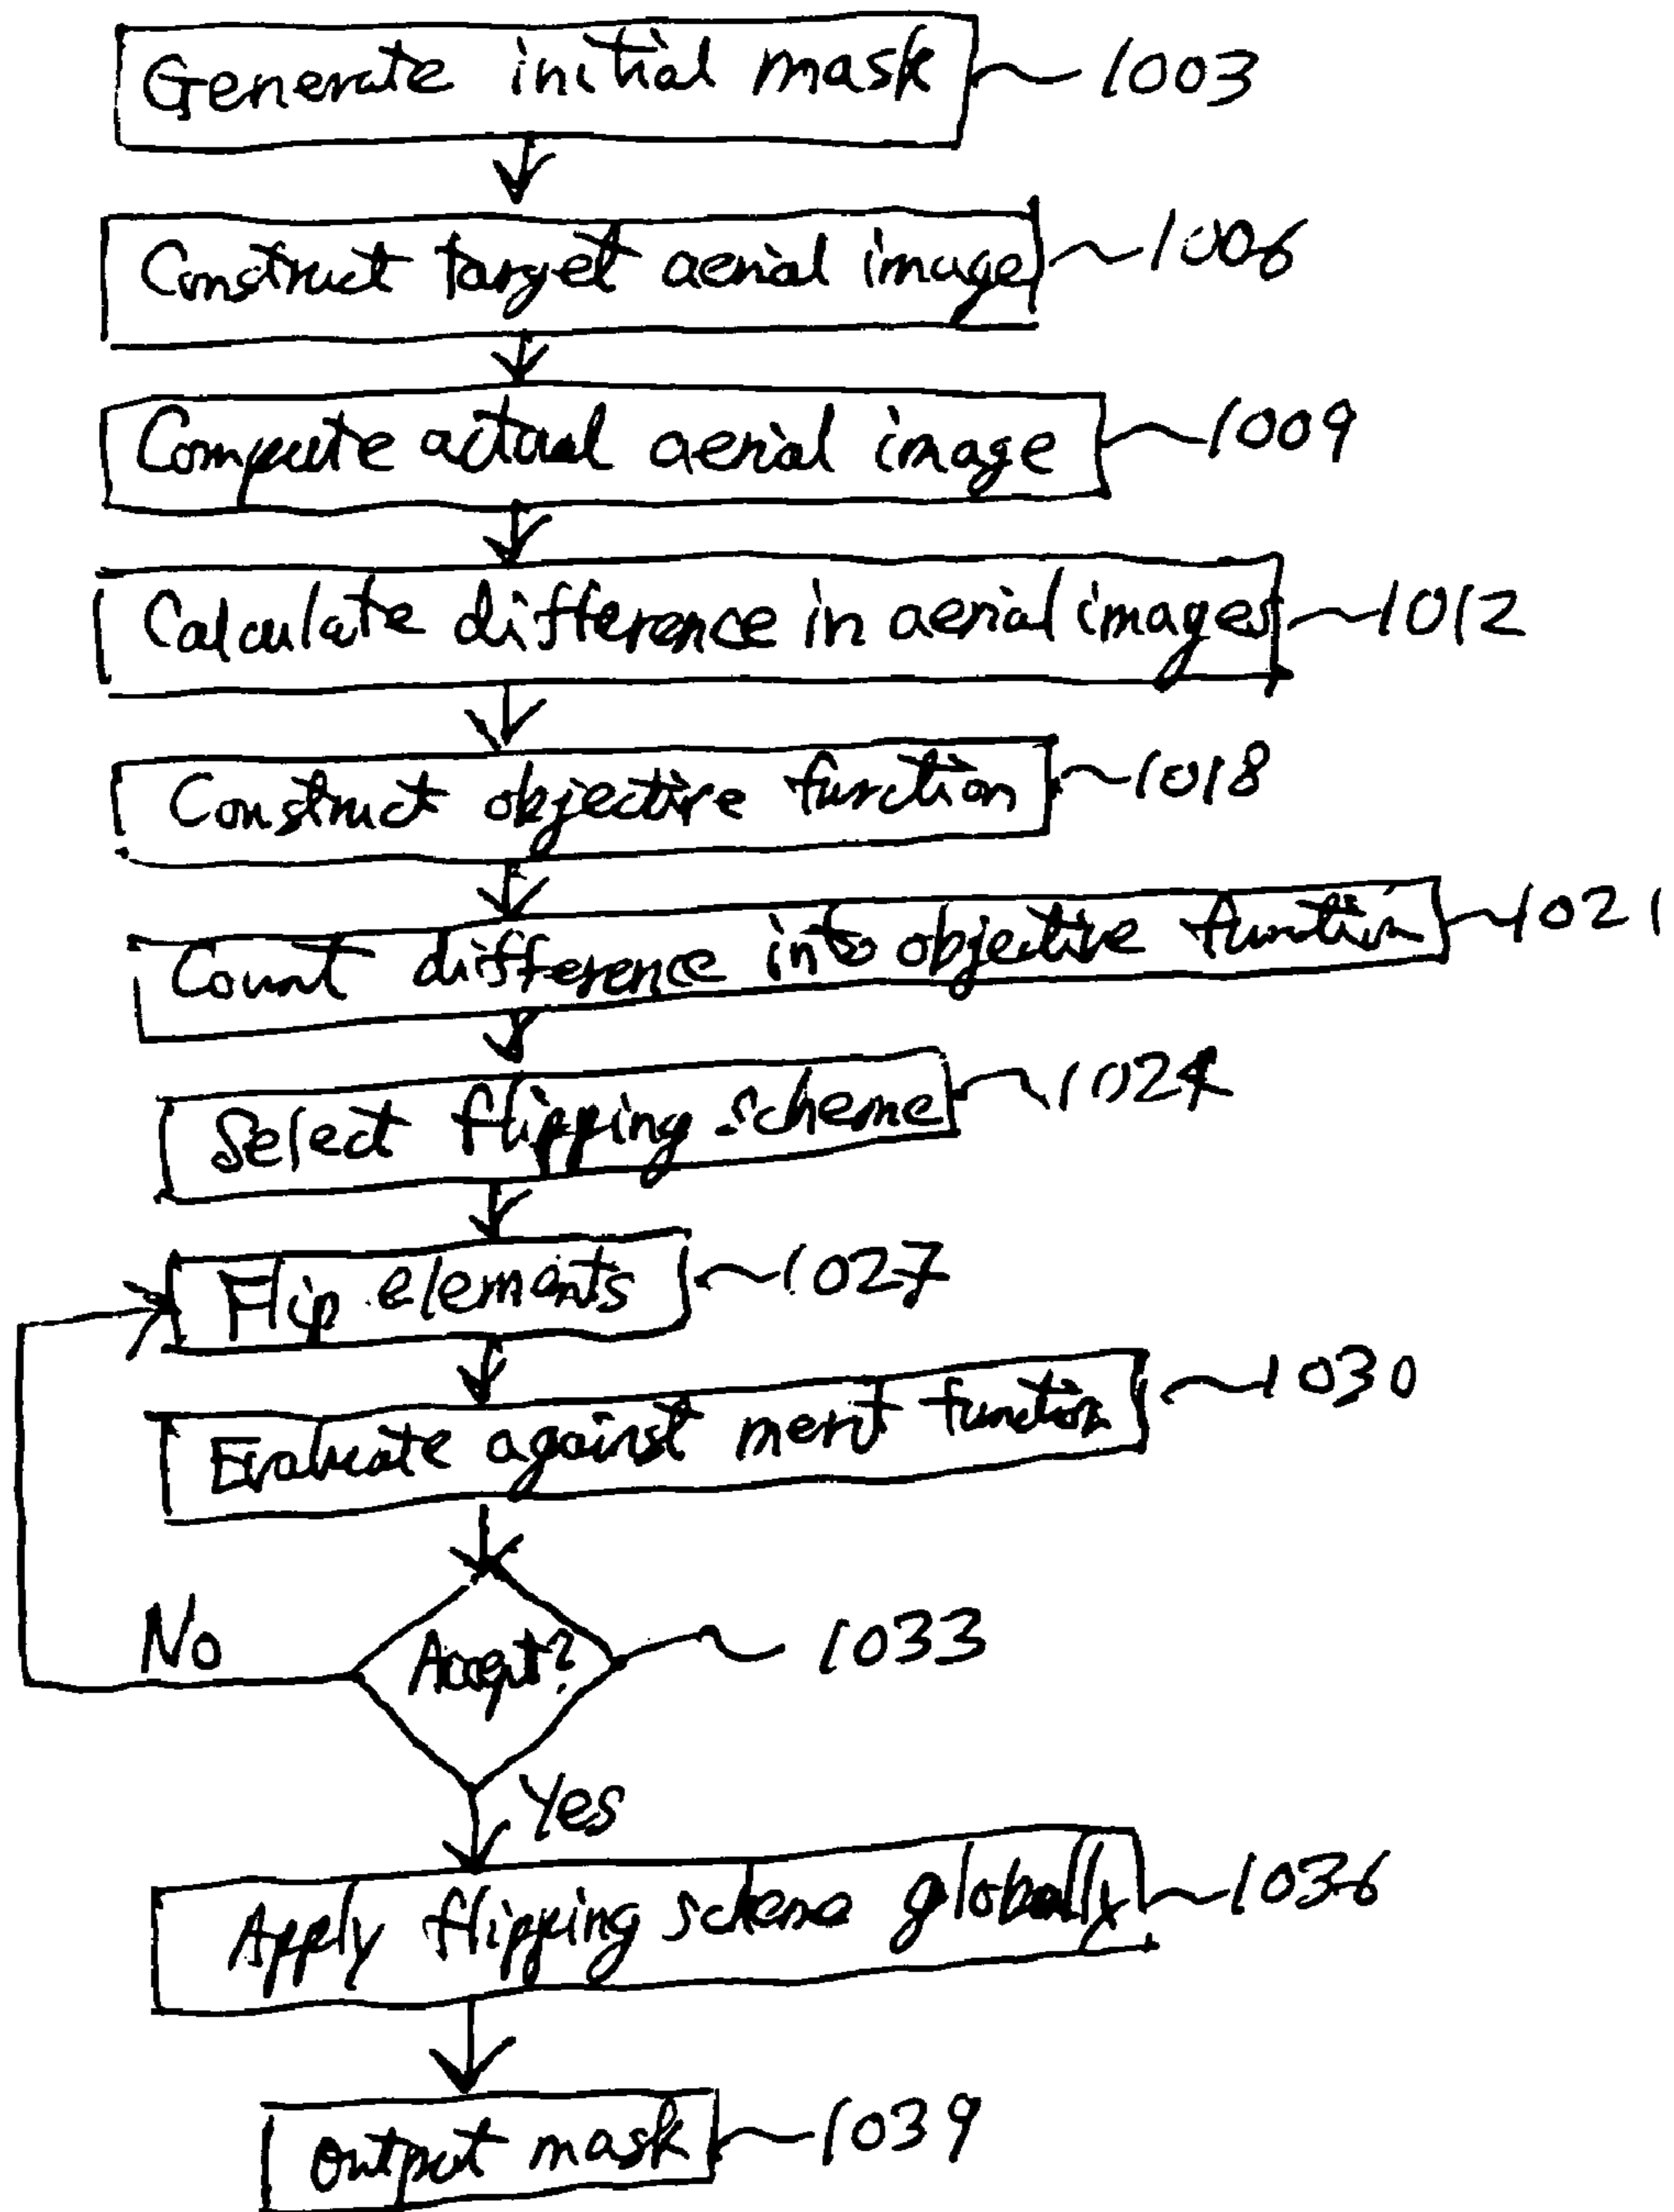 Generate initial mask 1003
Construct target aerial image 1006
Compute actual aerial image 1009
Calculate difference in aerial images 1012
Construct objective function 1018
Count difference into objective function 1021
Select flipping scheme 1024
Flip elements 1027
Evaluate against merit function 1030
No Accept? 1033
Yes
Apply flipping scheme globally 1036
Output mask 1039